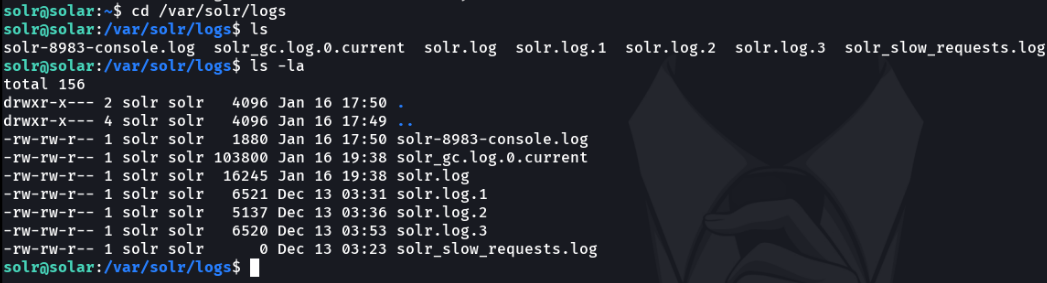 solr@solar:~$ cd /var/solr/logs
solr@solar:/var/solr/logs$ ls
solr-8983-console.log  solr_gc.log.0.current  solr.log  solr.log.1  solr.log.2  solr.log.3  solr_slow_requests.log
solr@solar:/var/solr/logs$ ls -la
total 156
drwxr-x--- 2 solr solr   4096 Jan 16 17:50 .
drwxr-x--- 4 solr solr   4096 Jan 16 17:49 ..
-rw-rw-r-- 1 solr solr   1880 Jan 16 17:50 solr-8983-console.log
-rw-rw-r-- 1 solr solr 103800 Jan 16 19:38 solr_gc.log.0.current
-rw-rw-r-- 1 solr solr  16245 Jan 16 19:38 solr.log
-rw-rw-r-- 1 solr solr   6521 Dec 13 03:31 solr.log.1
-rw-rw-r-- 1 solr solr   5137 Dec 13 03:36 solr.log.2
-rw-rw-r-- 1 solr solr   6520 Dec 13 03:53 solr.log.3
-rw-rw-r-- 1 solr solr      0 Dec 13 03:23 solr_slow_requests.log
solr@solar:/var/solr/logs$